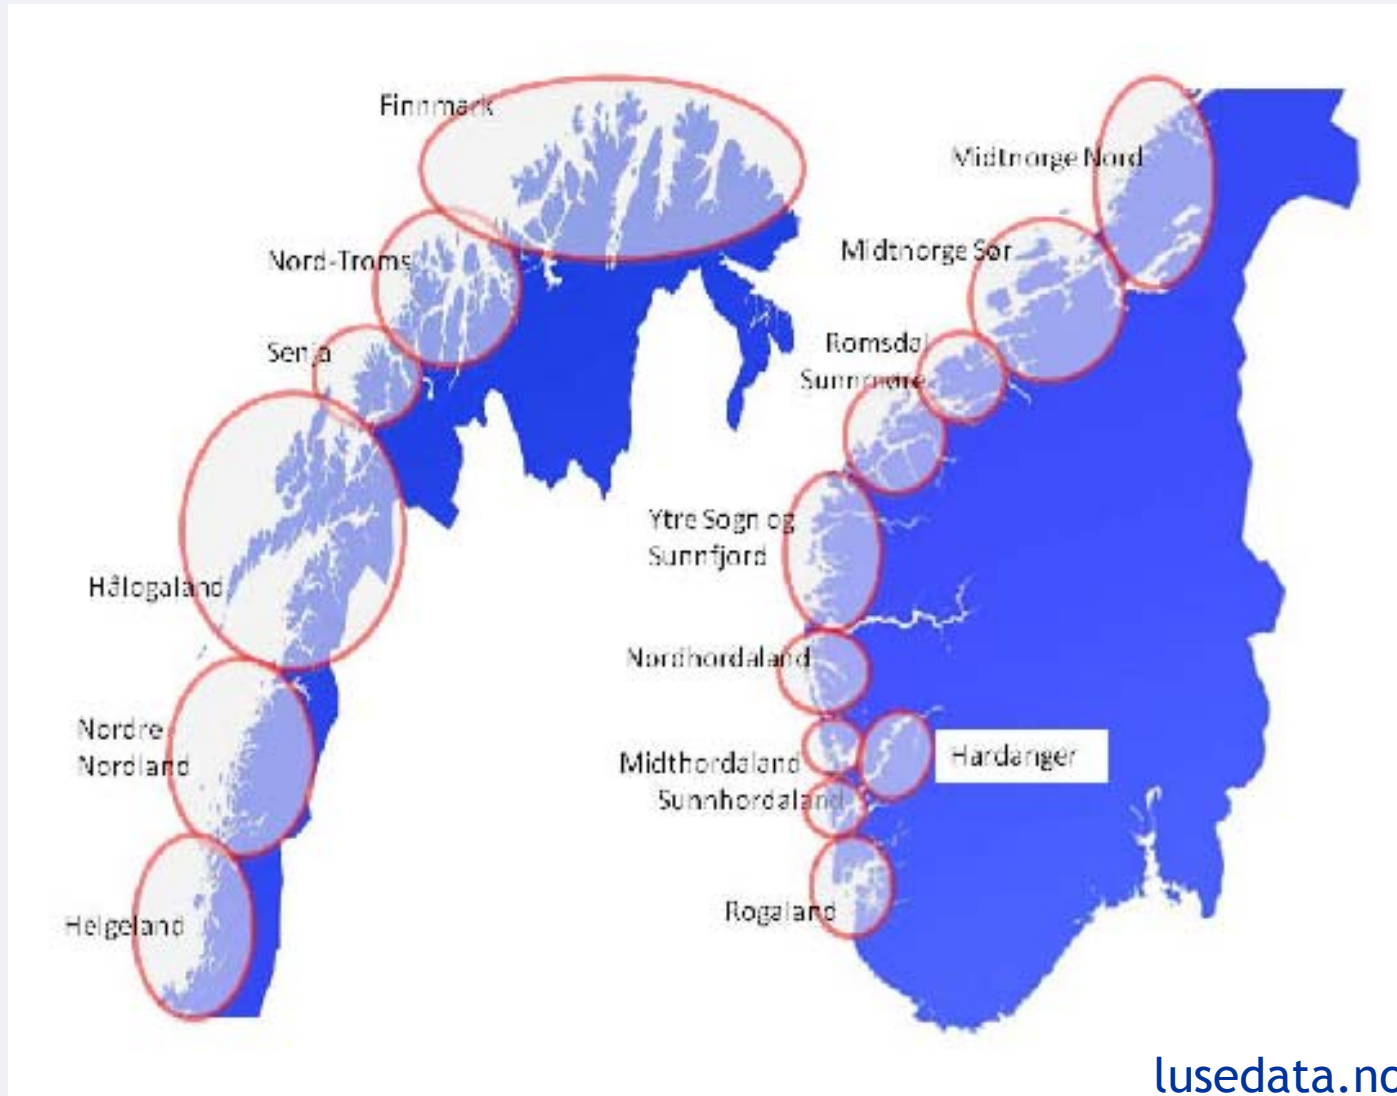 Finnmark
Nord-Troms
Senja
Hålogaland
Nordre
Nordland
Helgeland
Midtnorge Nord
Midtnorge Sør
Romsdal
Sunnmøre
Ytre Sogn og
Sunnfjord
Nordhordaland
Midthordaland
Sunnhordaland
Hardanger
Rogaland
lusedata.no